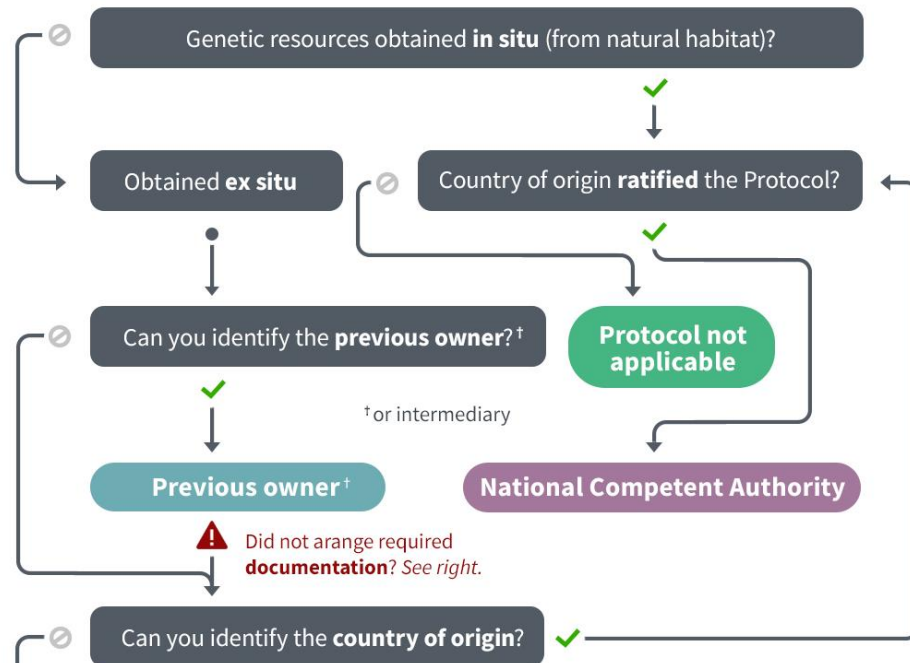 Genetic resources obtained in situ (from natural habitat)?
Obtained ex situ
Country of origin ratified the Protocol?
Can you identify the previous owner?†
Protocol not
applicable
† or intermediary
Previous owner†
National Competent Authority
Did not arange required
documentation? See right.
Can you identify the country of origin?